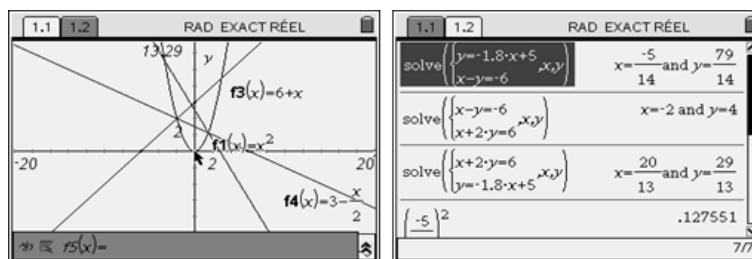 1.1 1.2 RAD EXACT RÉEL
13.29 y
f3(x)=6+x
2
f1(x)=x²
-20 2 20
f4(x)=3-x/2
f5(x)=
1.1 1.2 RAD EXACT RÉEL
solve({y=-1.8·x+5, x-y=-6 ,x,y) x=-5/14 and y=79/14
solve({x-y=-6, x+2·y=6 ,x,y) x=-2 and y=4
solve({x+2·y=6, y=-1.8·x+5 ,x,y) x=20/13 and y=29/13
(-5)² .127551
7/7